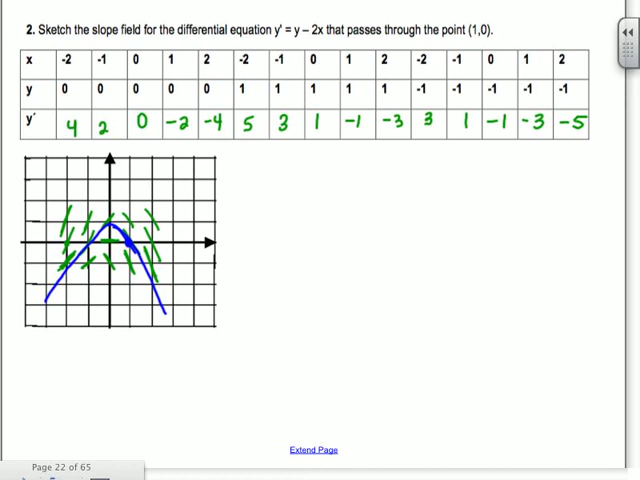 2. Sketch the slope field for the differential equation y' = y – 2x that passes through the point (1,0).
x -2 -1 0 1 2 -2 -1 0 1 2 -2 -1 0 1 2
y 0 0 0 0 0 1 1 1 1 1 -1 -1 -1 -1 -1
y' 4 2 0 -2 -4 5 3 1 -1 -3 3 1 -1 -3 -5
Extend Page
Page 22 of 65